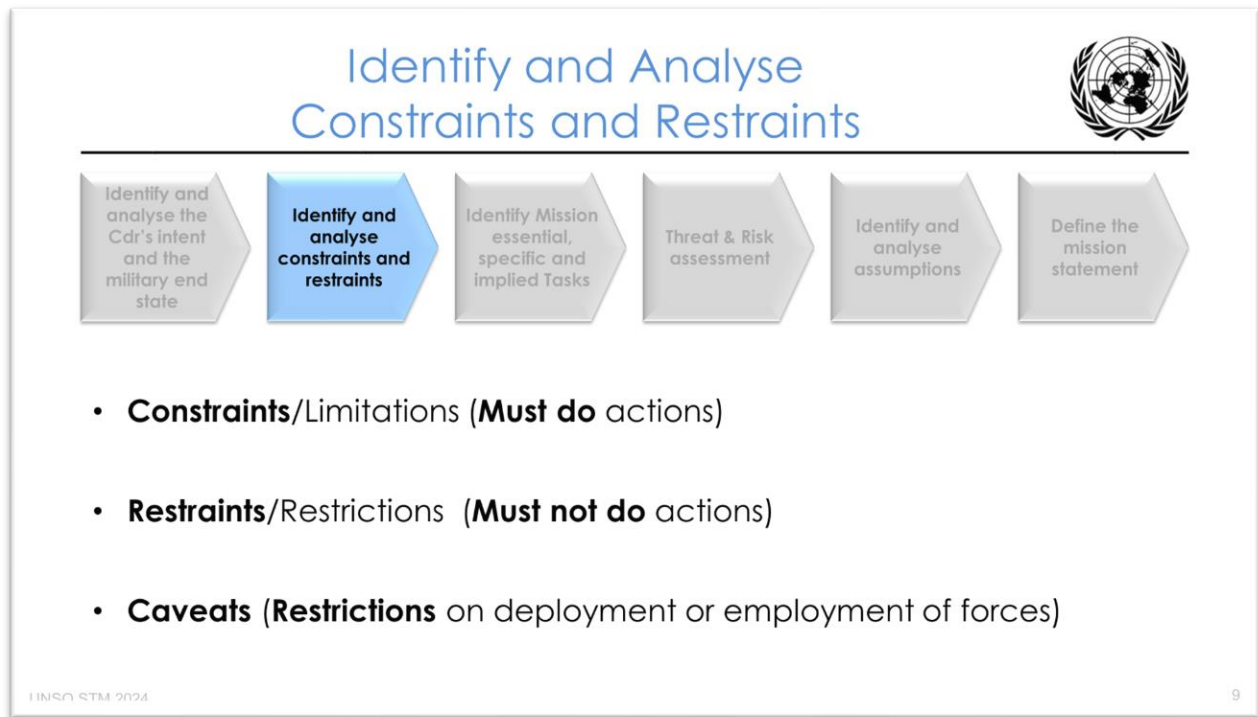 Identify and Analyse
Constraints and Restraints
Identify and
analyse the
Cdr's intent
and the
military end
state
Identify and
analyse
constraints and
restraints
Identify Mission
essential,
specific and
implied Tasks
Threat & Risk
assessment
Identify and
analyse
assumptions
Define the
mission
statement
• Constraints/Limitations (Must do actions)
• Restraints/Restrictions (Must not do actions)
• Caveats (Restrictions on deployment or employment of forces)
UNSO STM 2024
9